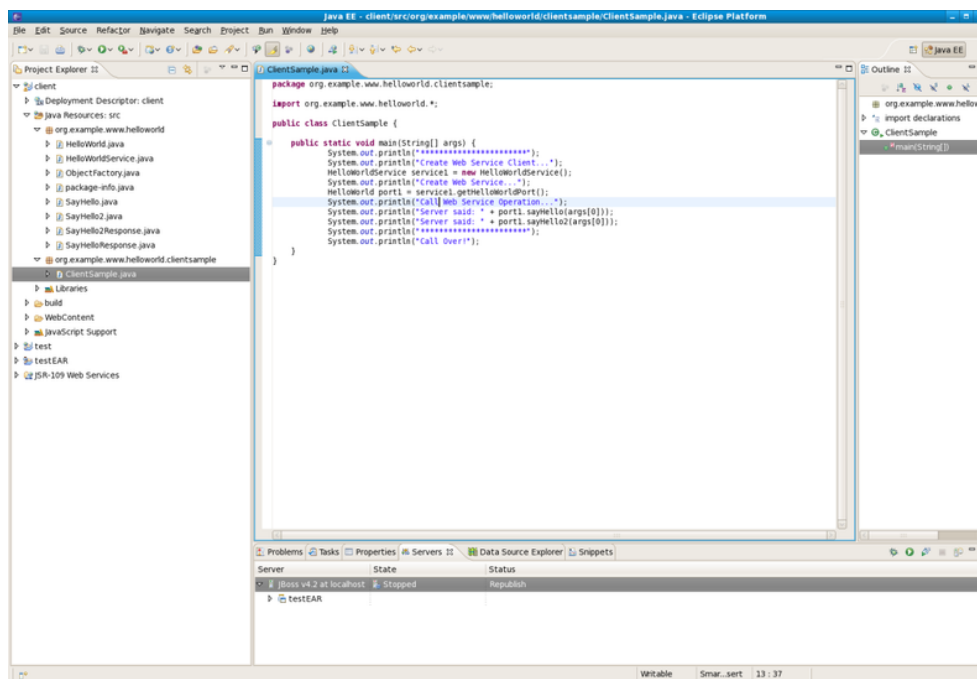 Java EE - client/src/org/example/www/helloworld/clientsample/ClientSample.java - Eclipse Platform
File Edit Source Refactor Navigate Search Project Run Window Help
Java EE
Project Explorer
client
Deployment Descriptor: client
Java Resources: src
org.example.www.helloworld
HelloWorld.java
HelloWorldService.java
ObjectFactory.java
package-info.java
SayHello.java
SayHello2.java
SayHello2Response.java
SayHelloResponse.java
org.example.www.helloworld.clientsample
ClientSample.java
Libraries
build
WebContent
JavaScript Support
test
testEAR
JSR-109 Web Services
ClientSample.java
package org.example.www.helloworld.clientsample;
import org.example.www.helloworld.*;
public class ClientSample {
public static void main(String[] args) {
System.out.println("***********************");
System.out.println("Create Web Service Client...");
HelloWorldService service1 = new HelloWorldService();
System.out.println("Create Web Service...");
HelloWorld port1 = service1.getHelloWorldPort();
System.out.println("Call Web Service Operation...");
System.out.println("Server said: " + port1.sayHello(args[0]));
System.out.println("Server said: " + port1.sayHello2(args[0]));
System.out.println("***********************");
System.out.println("Call Over!");
}
}
Outline
org.example.www.hellow
import declarations
ClientSample
main(String[])
Problems Tasks Properties Servers Data Source Explorer Snippets
Server State Status
JBoss v4.2 at localhost Stopped Republish
testEAR
Writable Smar...sert 13 : 37